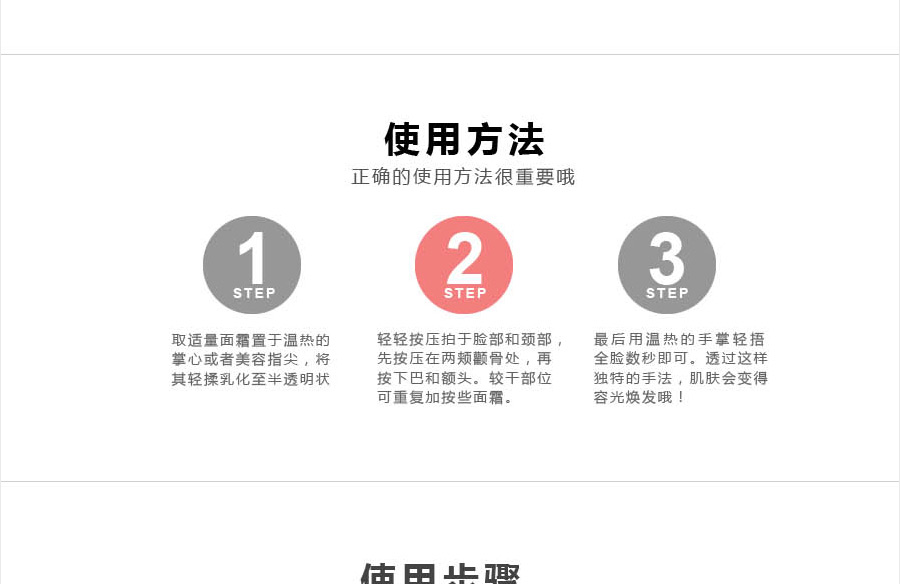 使用方法
正确的使用方法很重要哦
1
STEP
取适量面霜置于温热的
掌心或者美容指尖，将
其轻揉乳化至半透明状
2
STEP
轻轻按压拍于脸部和颈部，
先按压在两颊颧骨处，再
按下巴和额头。较干部位
可重复加按些面霜。
3
STEP
最后用温热的手掌轻捂
全脸数秒即可。透过这样
独特的手法，肌肤会变得
容光焕发哦！
使用步骤